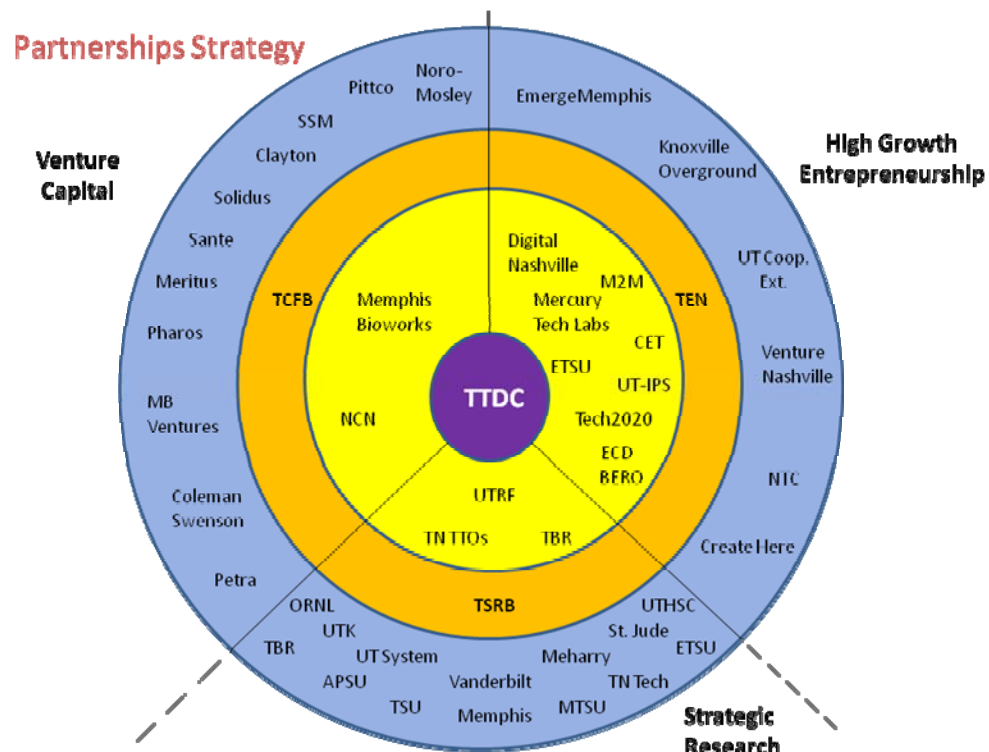 Partnerships Strategy
Venture
Capital
High Growth
Entrepreneurship
Noro-
Mosley
Pittco
SSM
Clayton
Solidus
Sante
Meritus
Pharos
MB
Ventures
Coleman
Swenson
Petra
TCFB
Memphis
Bioworks
NCN
TTDC
EmergeMemphis
Knoxville
Overground
UT Coop.
Ext.
Venture
Nashville
NTC
Create Here
TEN
Digital
Nashville
M2M
Mercury
Tech Labs
CET
ETSU
UT-IPS
Tech2020
ECD
BERO
UTRF
TN TTOs
TBR
TSRB
ORNL
UTHSC
UTK
St. Jude
TBR
ETSU
UT System
Meharry
APSU
Vanderbilt
TN Tech
TSU
Memphis
MTSU
Strategic
Research